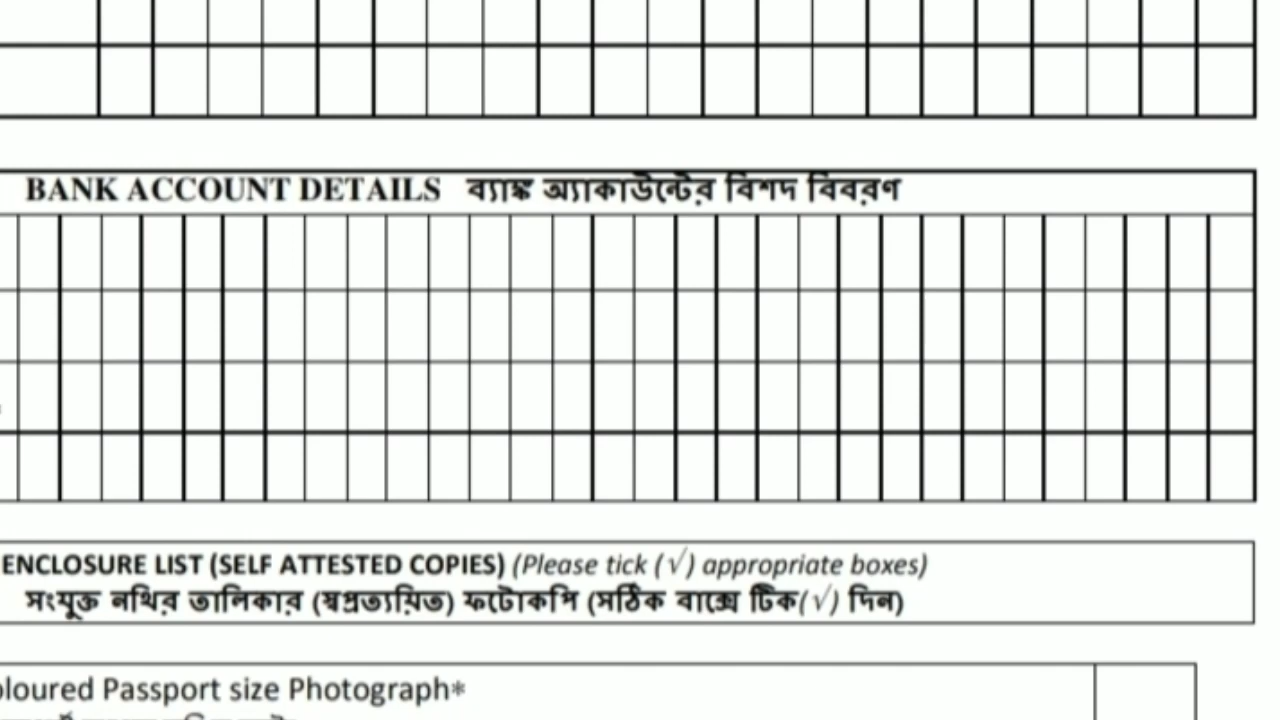 BANK ACCOUNT DETAILS ব্যাঙ্ক অ্যাকাউন্টের বিশদ বিবরণ
ENCLOSURE LIST (SELF ATTESTED COPIES) (Please tick (√) appropriate boxes)
সংযুক্ত নথির তালিকার (স্বপ্রত্যয়িত) ফটোকপি (সঠিক বাক্সে টিক(√) দিন)
Passport size Photograph*